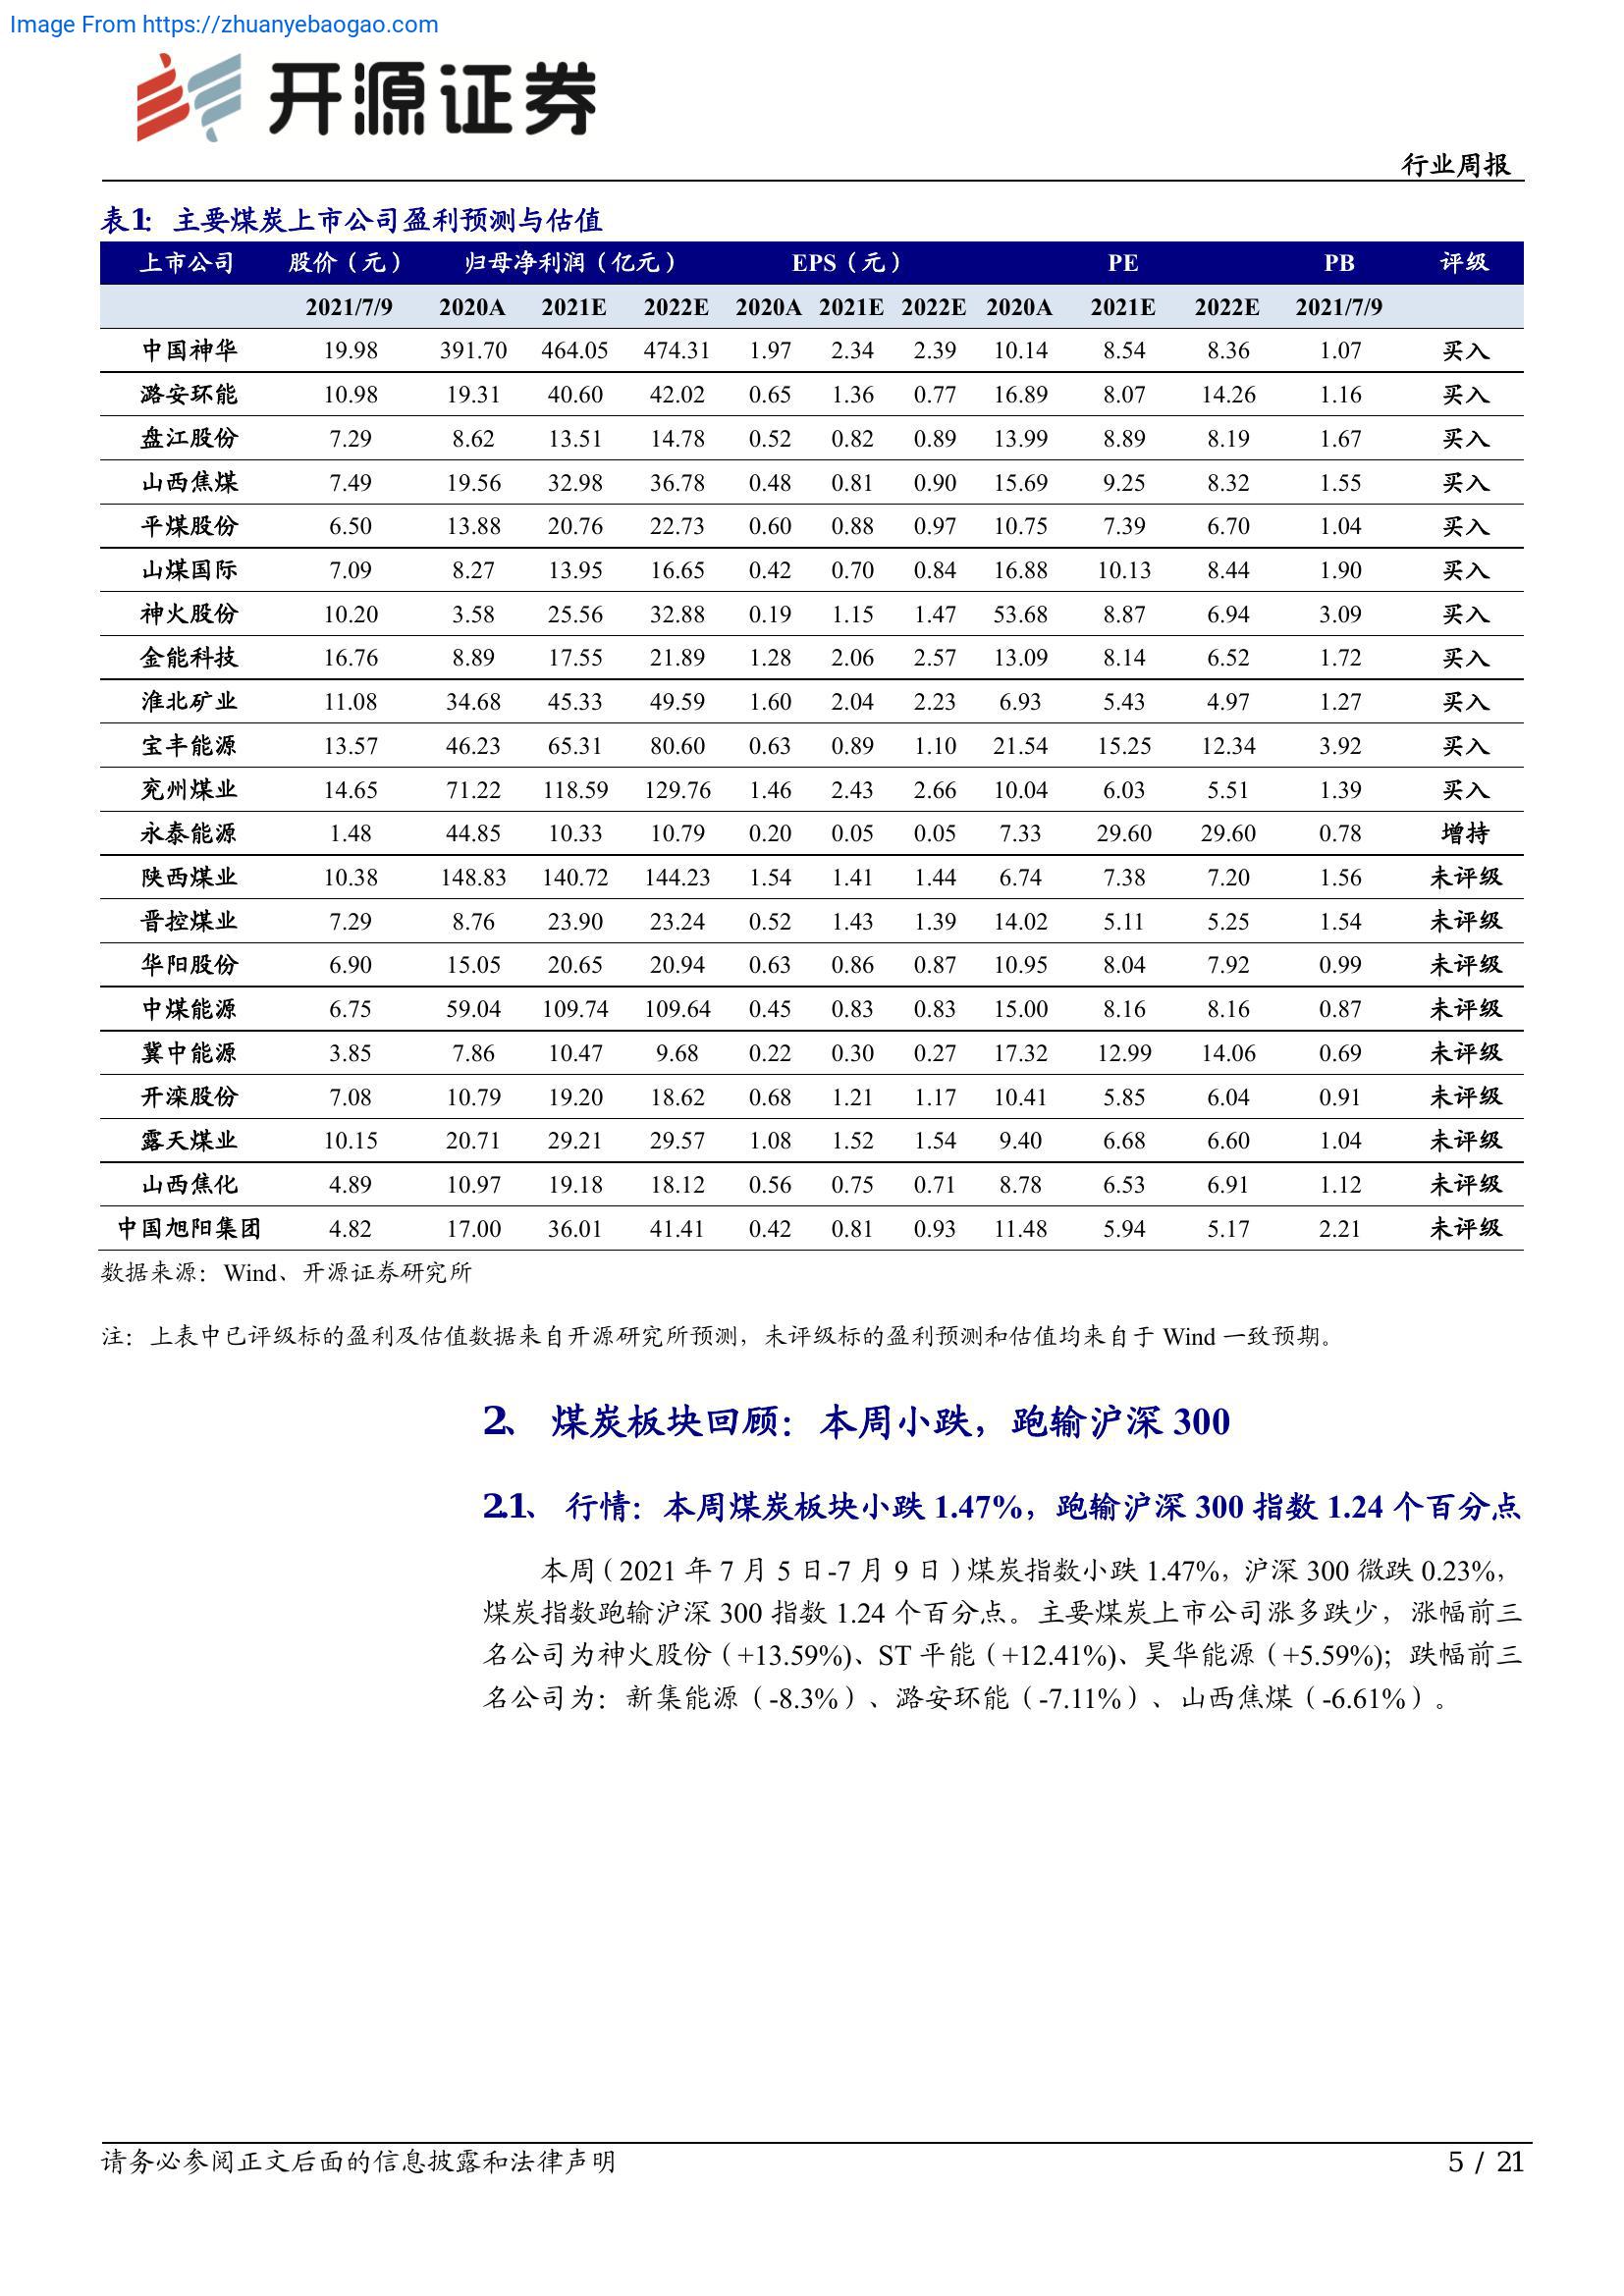 Image From https://zhuanyebaogao.com
开源证券
行业周报
表1：主要煤炭上市公司盈利预测与估值
上市公司 股价（元） 归母净利润（亿元） EPS（元） PE PB 评级
2021/7/9 2020A 2021E 2022E 2020A 2021E 2022E 2020A 2021E 2022E 2021/7/9
中国神华 19.98 391.70 464.05 474.31 1.97 2.34 2.39 10.14 8.54 8.36 1.07 买入
潞安环能 10.98 19.31 40.60 42.02 0.65 1.36 0.77 16.89 8.07 14.26 1.16 买入
盘江股份 7.29 8.62 13.51 14.78 0.52 0.82 0.89 13.99 8.89 8.19 1.67 买入
山西焦煤 7.49 19.56 32.98 36.78 0.48 0.81 0.90 15.69 9.25 8.32 1.55 买入
平煤股份 6.50 13.88 20.76 22.73 0.60 0.88 0.97 10.75 7.39 6.70 1.04 买入
山煤国际 7.09 8.27 13.95 16.65 0.42 0.70 0.84 16.88 10.13 8.44 1.90 买入
神火股份 10.20 3.58 25.56 32.88 0.19 1.15 1.47 53.68 8.87 6.94 3.09 买入
金能科技 16.76 8.89 17.55 21.89 1.28 2.06 2.57 13.09 8.14 6.52 1.72 买入
淮北矿业 11.08 34.68 45.33 49.59 1.60 2.04 2.23 6.93 5.43 4.97 1.27 买入
宝丰能源 13.57 46.23 65.31 80.60 0.63 0.89 1.10 21.54 15.25 12.34 3.92 买入
兖州煤业 14.65 71.22 118.59 129.76 1.46 2.43 2.66 10.04 6.03 5.51 1.39 买入
永泰能源 1.48 44.85 10.33 10.79 0.20 0.05 0.05 7.33 29.60 29.60 0.78 增持
陕西煤业 10.38 148.83 140.72 144.23 1.54 1.41 1.44 6.74 7.38 7.20 1.56 未评级
晋控煤业 7.29 8.76 23.90 23.24 0.52 1.43 1.39 14.02 5.11 5.25 1.54 未评级
华阳股份 6.90 15.05 20.65 20.94 0.63 0.86 0.87 10.95 8.04 7.92 0.99 未评级
中煤能源 6.75 59.04 109.74 109.64 0.45 0.83 0.83 15.00 8.16 8.16 0.87 未评级
冀中能源 3.85 7.86 10.47 9.68 0.22 0.30 0.27 17.32 12.99 14.06 0.69 未评级
开滦股份 7.08 10.79 19.20 18.62 0.68 1.21 1.17 10.41 5.85 6.04 0.91 未评级
露天煤业 10.15 20.71 29.21 29.57 1.08 1.52 1.54 9.40 6.68 6.60 1.04 未评级
山西焦化 4.89 10.97 19.18 18.12 0.56 0.75 0.71 8.78 6.53 6.91 1.12 未评级
中国旭阳集团 4.82 17.00 36.01 41.41 0.42 0.81 0.93 11.48 5.94 5.17 2.21 未评级
数据来源：Wind、开源证券研究所
注：上表中已评级标的盈利及估值数据来自开源研究所预测，未评级标的盈利预测和估值均来自于 Wind 一致预期。
2、 煤炭板块回顾：本周小跌，跑输沪深 300
2.1、 行情：本周煤炭板块小跌 1.47%，跑输沪深 300 指数 1.24 个百分点
本周（2021 年 7 月 5 日-7 月 9 日）煤炭指数小跌 1.47%，沪深 300 微跌 0.23%，
煤炭指数跑输沪深 300 指数 1.24 个百分点。主要煤炭上市公司涨多跌少，涨幅前三
名公司为神火股份（+13.59%)、ST 平能（+12.41%)、昊华能源（+5.59%)；跌幅前三
名公司为：新集能源（-8.3%）、潞安环能（-7.11%）、山西焦煤（-6.61%）。
请务必参阅正文后面的信息披露和法律声明
5 / 21